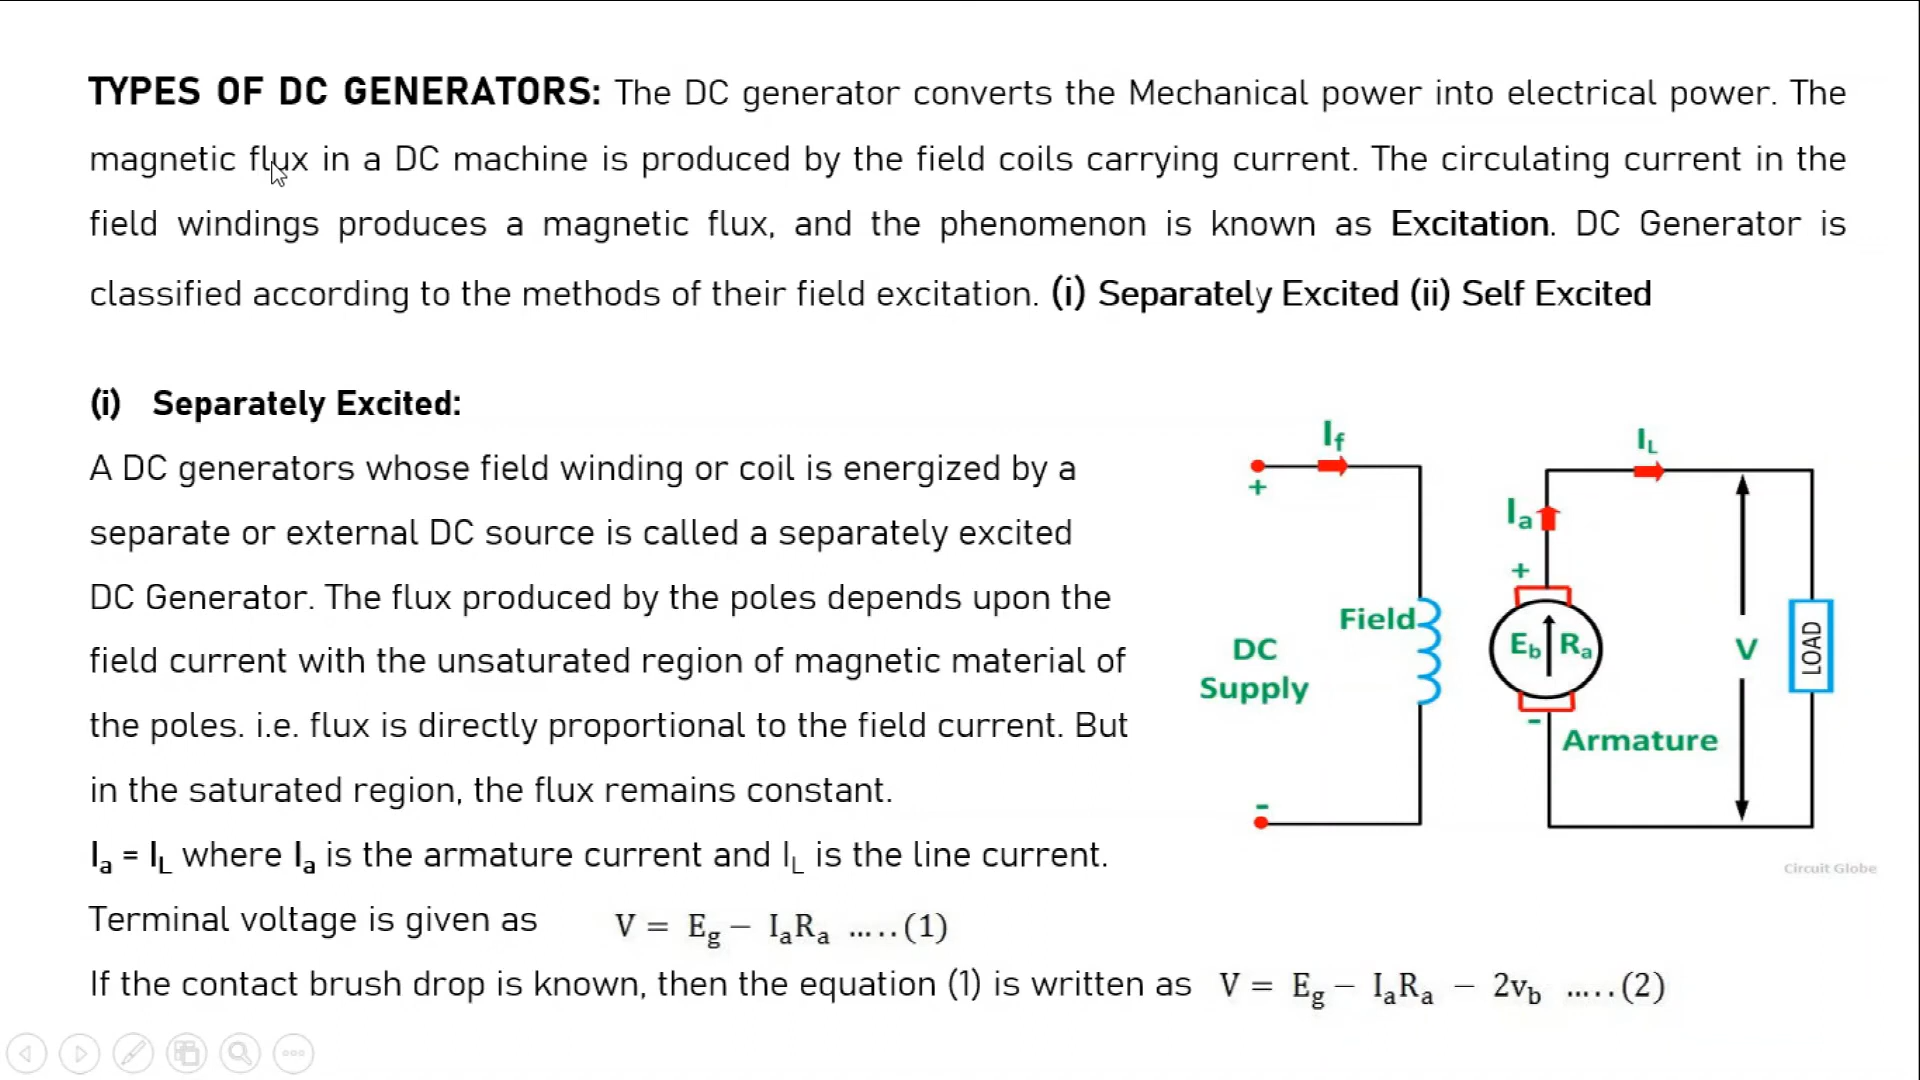 TYPES OF DC GENERATORS: The DC generator converts the Mechanical power into electrical power. The
magnetic flux in a DC machine is produced by the field coils carrying current. The circulating current in the
field windings produces a magnetic flux, and the phenomenon is known as Excitation. DC Generator is
classified according to the methods of their field excitation. (i) Separately Excited (ii) Self Excited
(i) Separately Excited:
A DC generators whose field winding or coil is energized by a
separate or external DC source is called a separately excited
DC Generator. The flux produced by the poles depends upon the
field current with the unsaturated region of magnetic material of
the poles. i.e. flux is directly proportional to the field current. But
in the saturated region, the flux remains constant.
Ia = IL where Ia is the armature current and IL is the line current.
Terminal voltage is given as V = Eg − IaRa …..(1)
If the contact brush drop is known, then the equation (1) is written as V = Eg − IaRa − 2vb …..(2)
If
IL
+
Ia
+
Field
DC
Supply
Eb Ra
V
LOAD
-
Armature
-
Circuit Globe